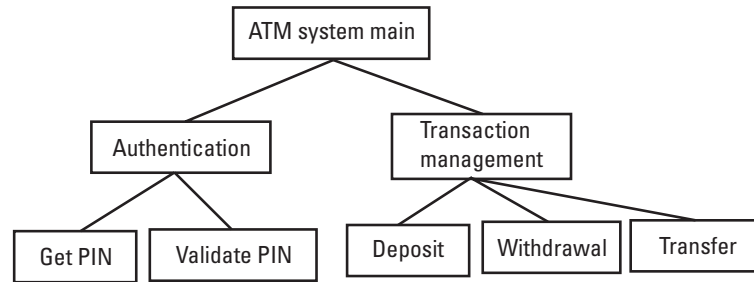 ATM system main
Authentication
Transaction
management
Get PIN
Validate PIN
Deposit
Withdrawal
Transfer